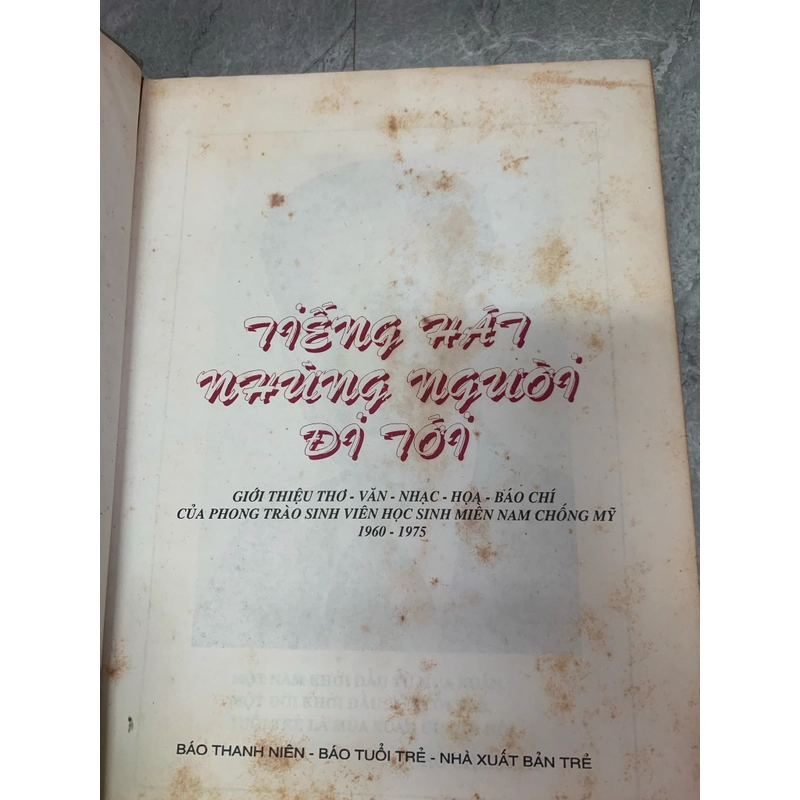 TIẾNG HÁT
NHỮNG NGƯỜI
ĐI TỚI
GIỚI THIỆU THƠ - VĂN - NHẠC - HỌA - BÁO CHÍ
CỦA PHONG TRÀO SINH VIÊN HỌC SINH MIỀN NAM CHỐNG MỸ
1960 - 1975
BÁO THANH NIÊN - BÁO TUỔI TRẺ - NHÀ XUẤT BẢN TRẺ